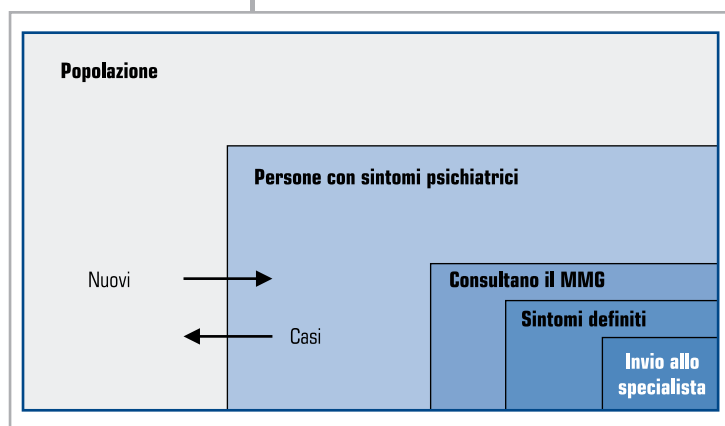 Popolazione
Persone con sintomi psichiatrici
Nuovi
Consultano il MMG
Sintomi definiti
Casi
Invio allo
specialista